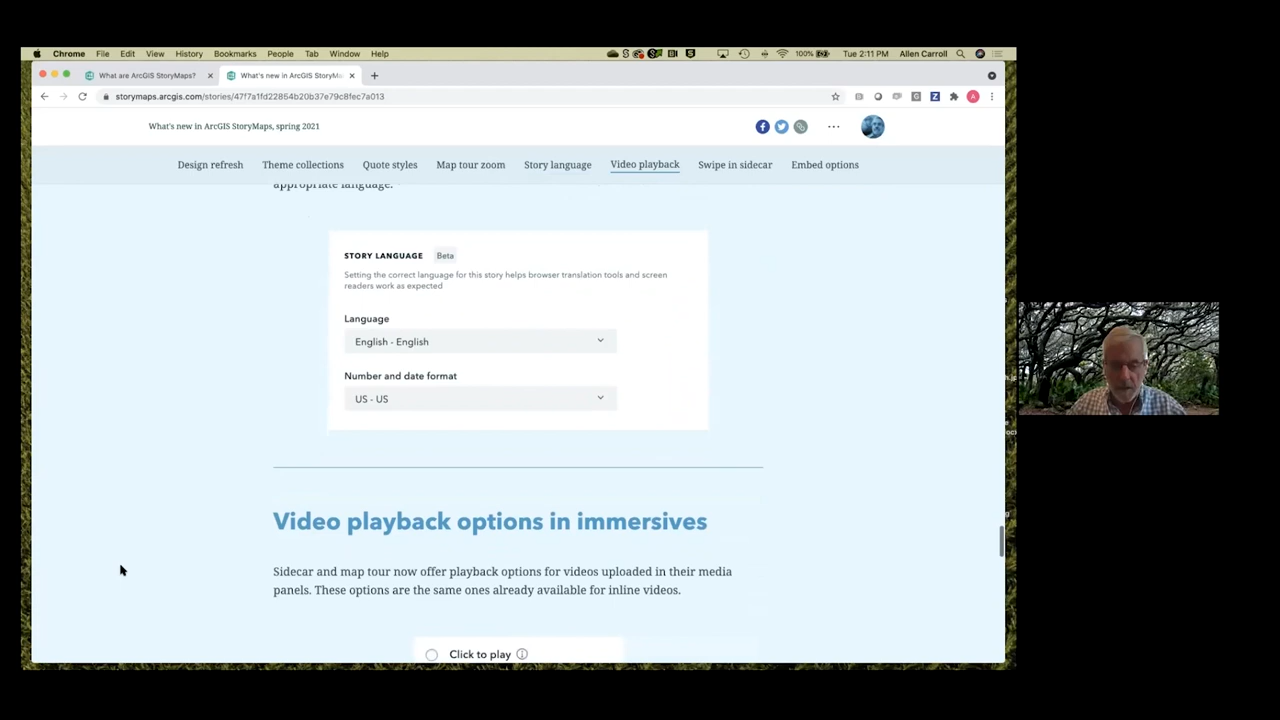 Chrome File Edit View History Bookmarks People Tab Window Help 100% Tue 2:11 PM Allen Carroll
What are ArcGIS StoryMaps? What's new in ArcGIS StoryMa
storymaps.arcgis.com/stories/47f7a1fd22854b20b37e79c8fec7a013
What's new in ArcGIS StoryMaps, spring 2021
Design refresh Theme collections Quote styles Map tour zoom Story language Video playback Swipe in sidecar Embed options
appropriate language.
STORY LANGUAGE Beta
Setting the correct language for this story helps browser translation tools and screen
readers work as expected
Language
English - English
Number and date format
US - US
Video playback options in immersives
Sidecar and map tour now offer playback options for videos uploaded in their media
panels. These options are the same ones already available for inline videos.
Click to play